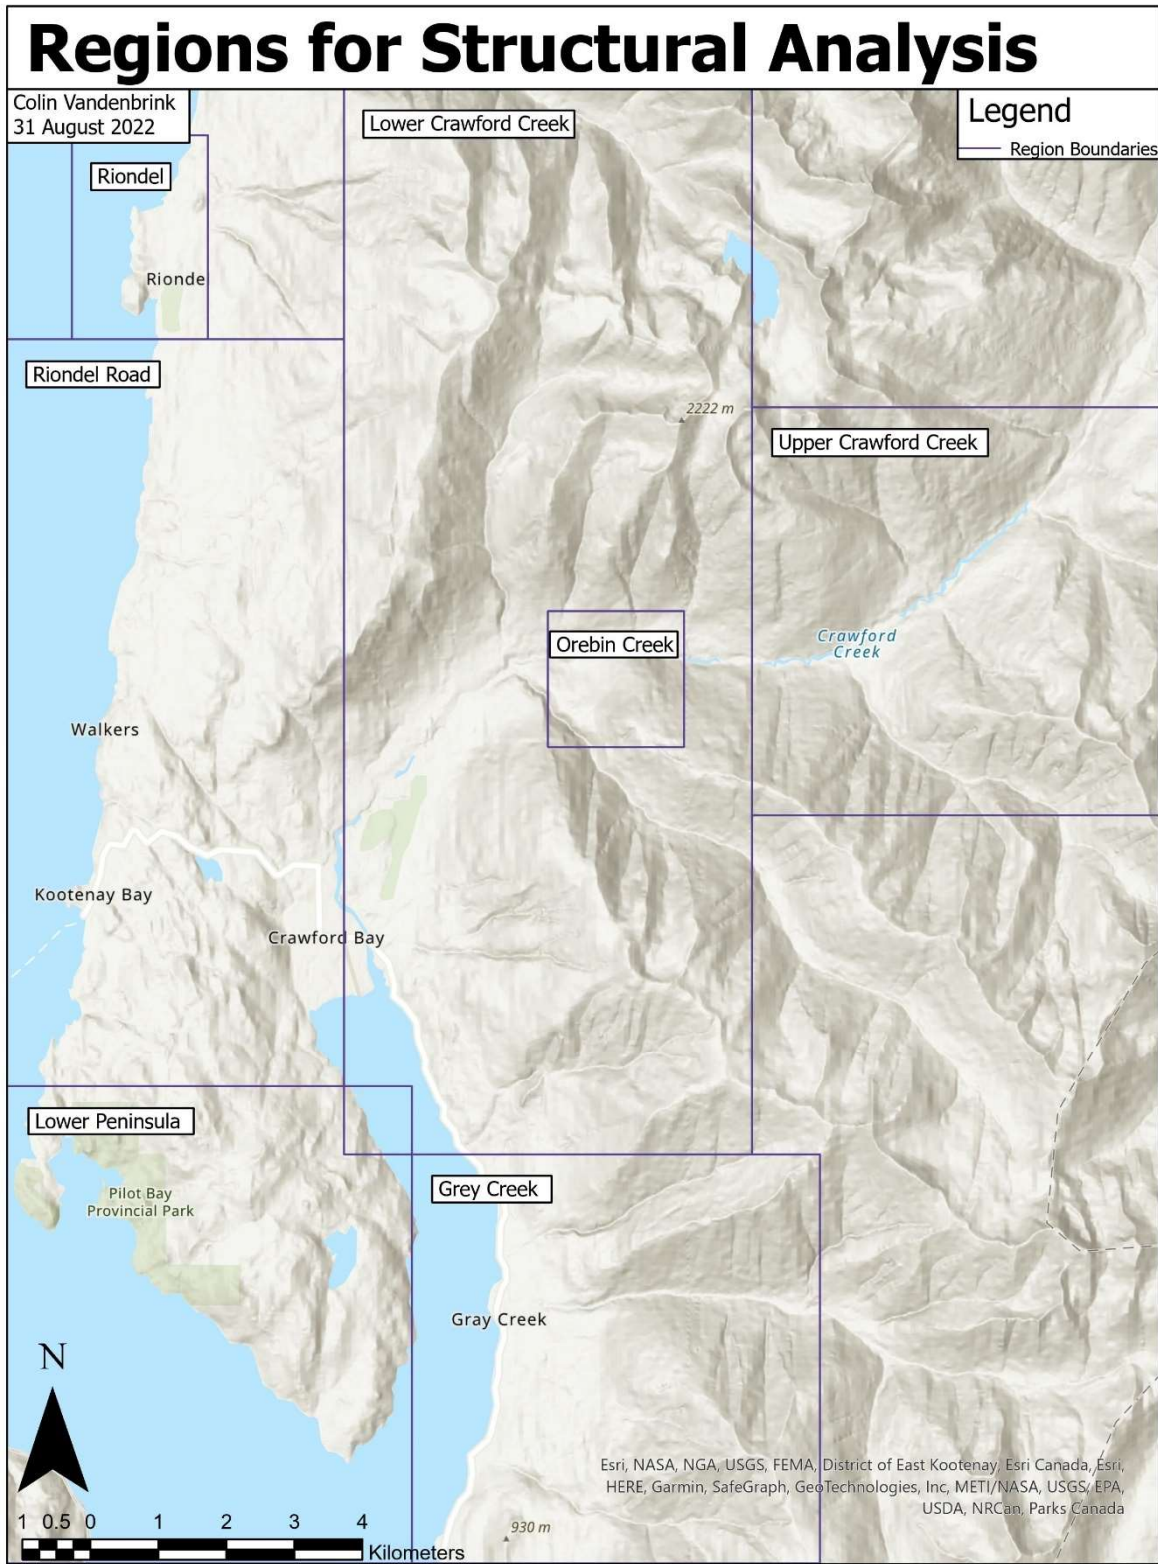 Regions for Structural Analysis
Colin Vandenbrink
31 August 2022
Lower Crawford Creek
Legend
Region Boundaries
Riondel
Rionde
Riondel Road
2222 m
Upper Crawford Creek
Orebin Creek
Crawford
Creek
Walkers
Kootenay Bay
Crawford Bay
Lower Peninsula
Grey Creek
Pilot Bay
Provincial Park
Gray Creek
N
Esri, NASA, NGA, USGS, FEMA, District of East Kootenay, Esri Canada, Esri,
HERE, Garmin, SafeGraph, GeoTechnologies, Inc, METI/NASA, USGS, EPA,
USDA, NRCan, Parks Canada
1 0.5 0 1 2 3 4
Kilometers
930 m